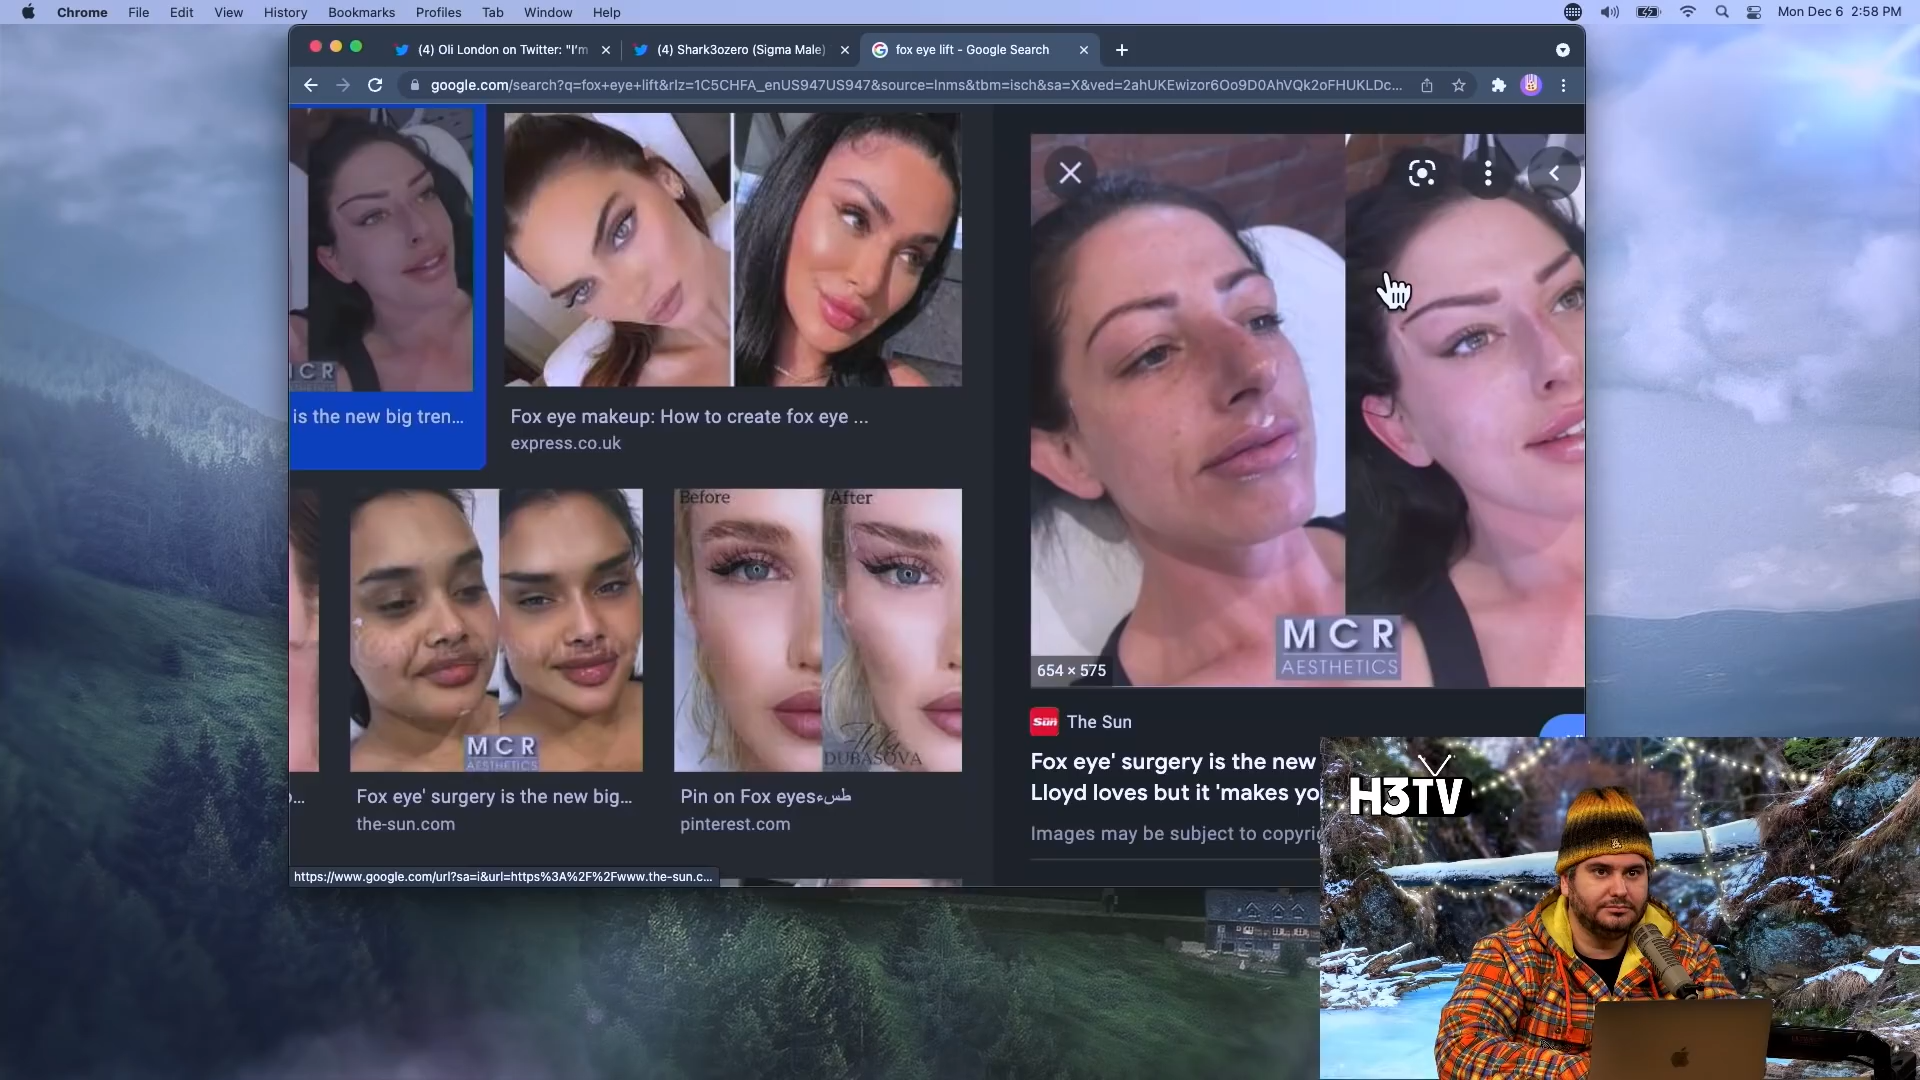 Chrome File Edit View History Bookmarks Profiles Tab Window Help
Mon Dec 6 2:58 PM
(4) Oli London on Twitter: "I'm
(4) Shark3ozero (Sigma Male)
fox eye lift - Google Search
google.com/search?q=fox+eye+lift&rlz=1C5CHFA_enUS947US947&source=lnms&tbm=isch&sa=X&ved=2ahUKEwizor6Oo9D0AhVQk2oFHUKLDc...
CR
is the new big tren...
Fox eye makeup: How to create fox eye ...
express.co.uk
MCR
AESTHETICS
654 × 575
Before
After
MCR
AESTHETICS
DUBASOVA
Sun
The Sun
Fox eye' surgery is the new
Lloyd loves but it 'makes yo
Images may be subject to copyri
...
Fox eye' surgery is the new big...
the-sun.com
Pin on Fox eyesطسء
pinterest.com
https://www.google.com/url?sa=i&url=https%3A%2F%2Fwww.the-sun.c...
H3TV